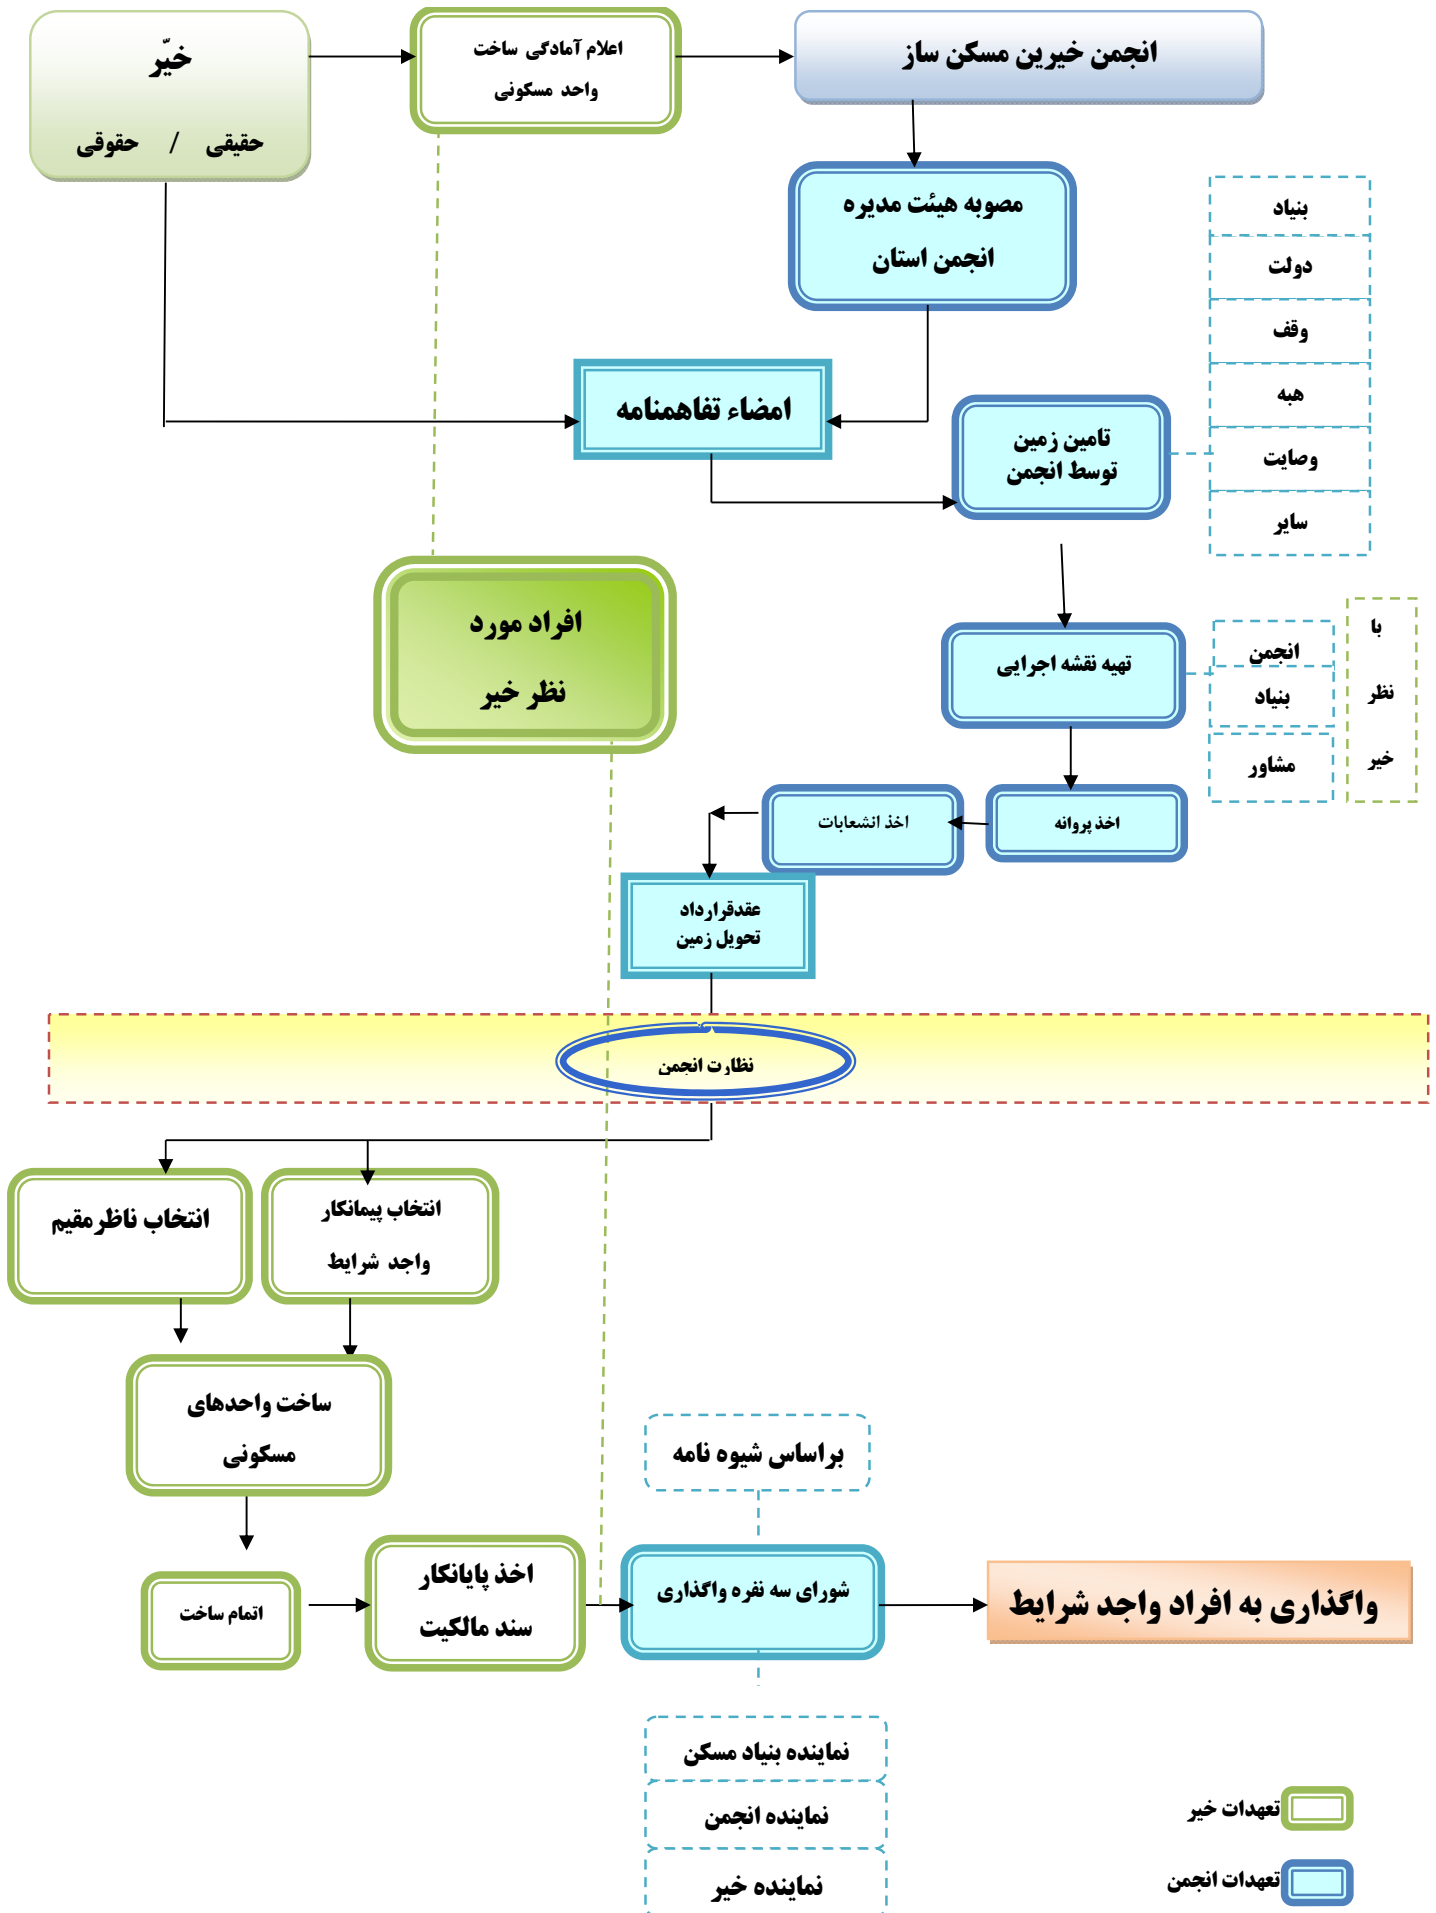 خیّر
حقیقی / حقوقی
اعلام آمادگی ساخت
واحد مسکونی
انجمن خیرین مسکن ساز
مصوبه هیئت مدیره
انجمن استان
بنیاد
دولت
وقف
هبه
وصایت
سایر
امضاء تفاهمنامه
تامین زمین
توسط انجمن
افراد مورد
نظر خیر
تهیه نقشه اجرایی
انجمن
بنیاد
مشاور
با
نظر
خیر
اخذ پروانه
اخذ انشعابات
عقدقرارداد
تحویل زمین
نظارت انجمن
انتخاب پیمانکار
واجد شرایط
انتخاب ناظرمقیم
ساخت واحدهای
مسکونی
اتمام ساخت
اخذ پایانکار
سند مالکیت
براساس شیوه نامه
شورای سه نفره واگذاری
واگذاری به افراد واجد شرایط
نماینده بنیاد مسکن
نماینده انجمن
نماینده خیر
تعهدات خیر
تعهدات انجمن